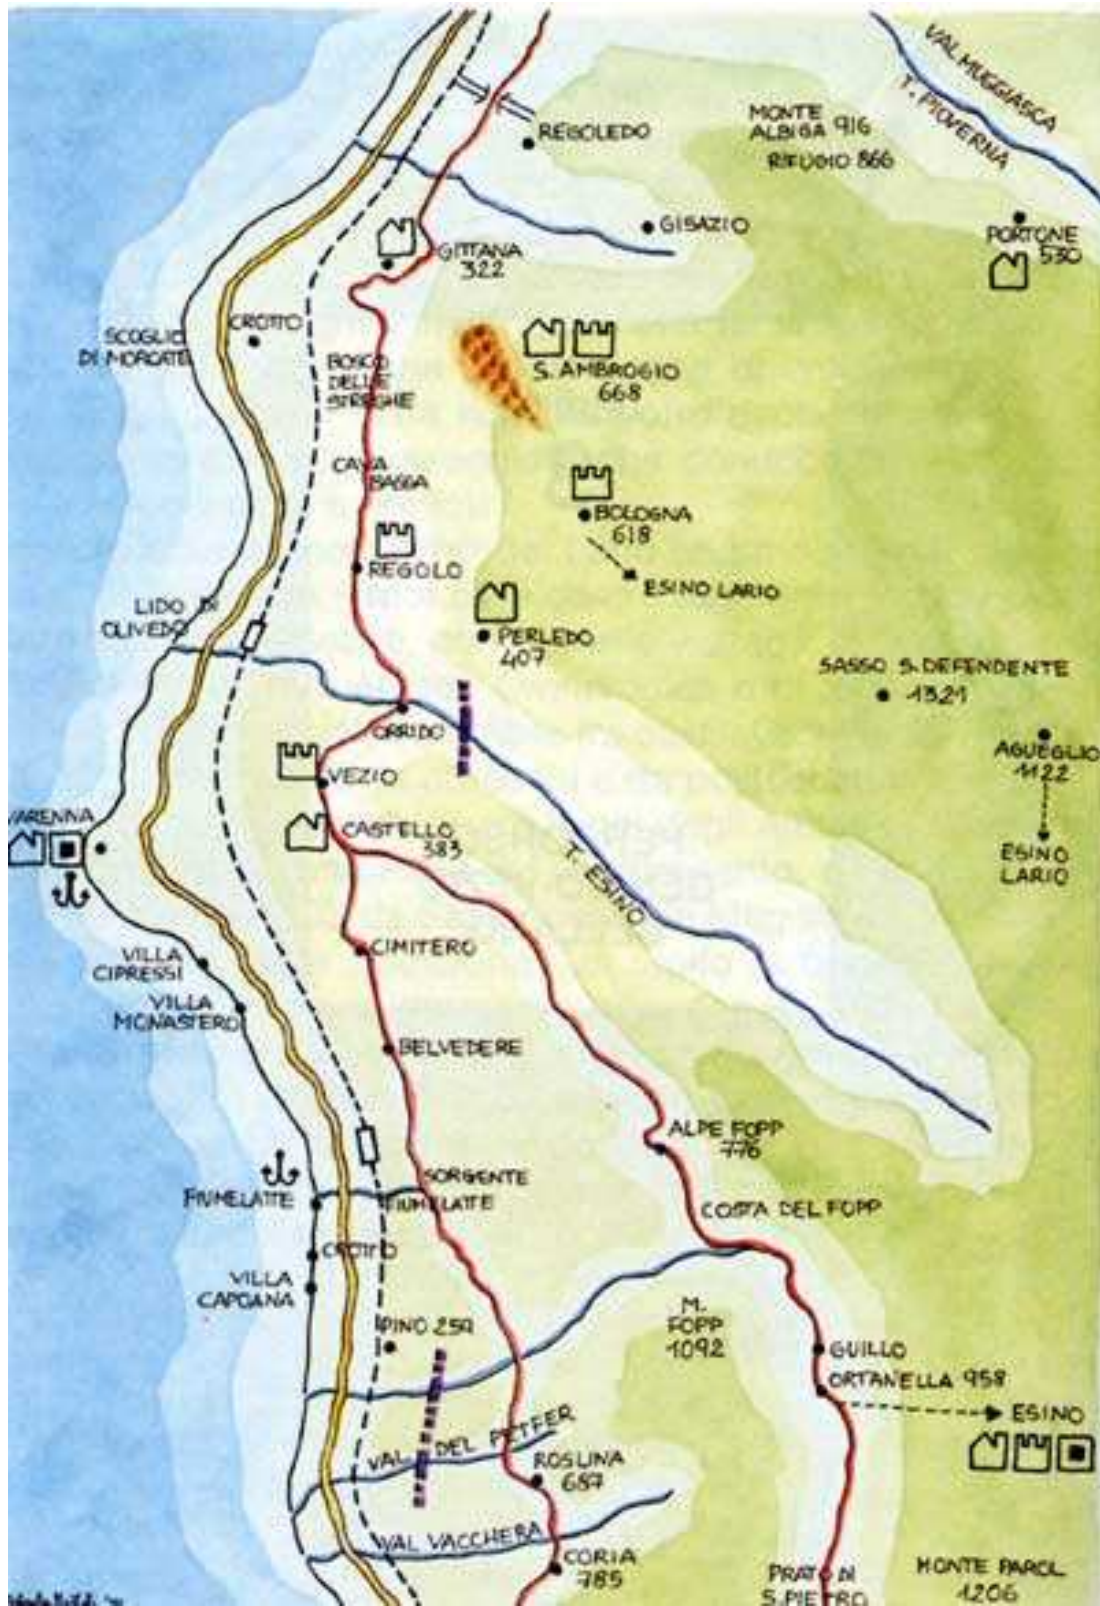 VAL MUGGIASCA
T. PIOVERNA
MONTE
ALBIGA 916
RIFUGIO 866
REGOLEDO
GISAZIO
PORTONE
530
GITTANA
322
SCOGLIO
DI MORCATE
CROTTO
BOSCO
DELLE
STREGHE
S. AMBROGIO
668
CAVA
BAGGA
BOLOGNA
618
REGOLO
ESINO LARIO
LIDO DI
OLIVEDO
PERLEDO
407
SASSO S. DEFENDENTE
1321
ORRIDO
AGUEGLIO
1122
VEZIO
VARENNA
CASTELLO
383
ESINO
LARIO
T. ESINO
CIMITERO
VILLA
CIPRESSI
VILLA
MONASTERO
BELVEDERE
ALPE FOPP
776
SORGENTE
FIUMELATTE
FIUMELATTE
COSTA DEL FOPP
CROTTO
VILLA
CAPOANA
PINO 259
M.
FOPP
1092
GUILLO
ORTANELLA 958
ESINO
VAL DEL PETFER
ROSLINA
687
VAL VACCHERA
CORIA
785
PRATO DI
S. PIETRO
MONTE PAROL
1206